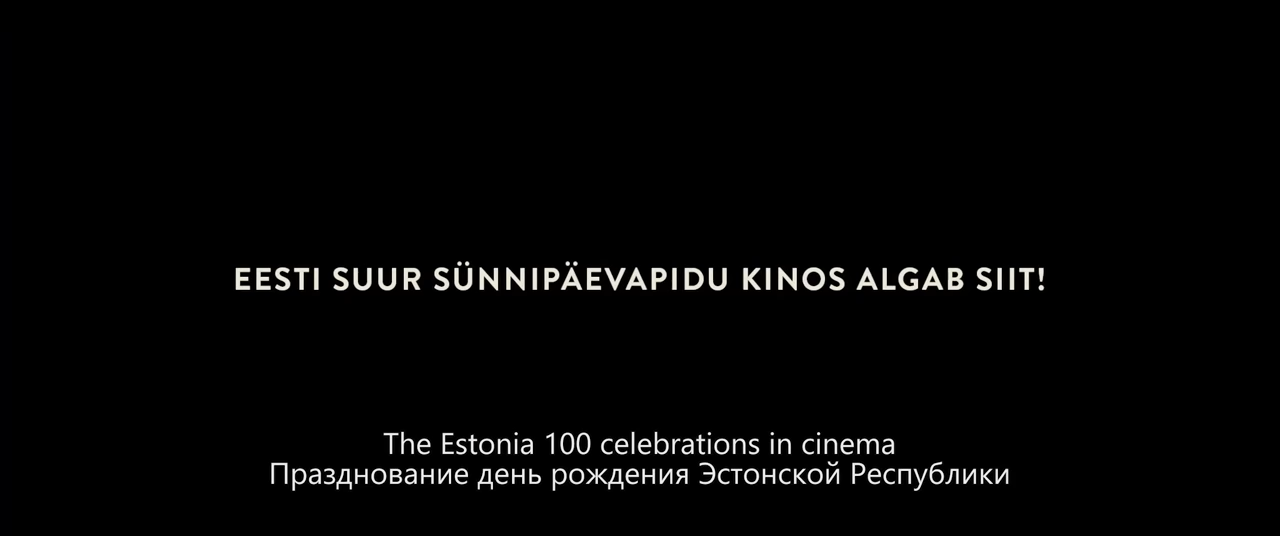 EESTI SUUR SÜNNIPÄEVAPIDU KINOS ALGAB SIIT!
The Estonia 100 celebrations in cinema
Празднование день рождения Эстонской Республики